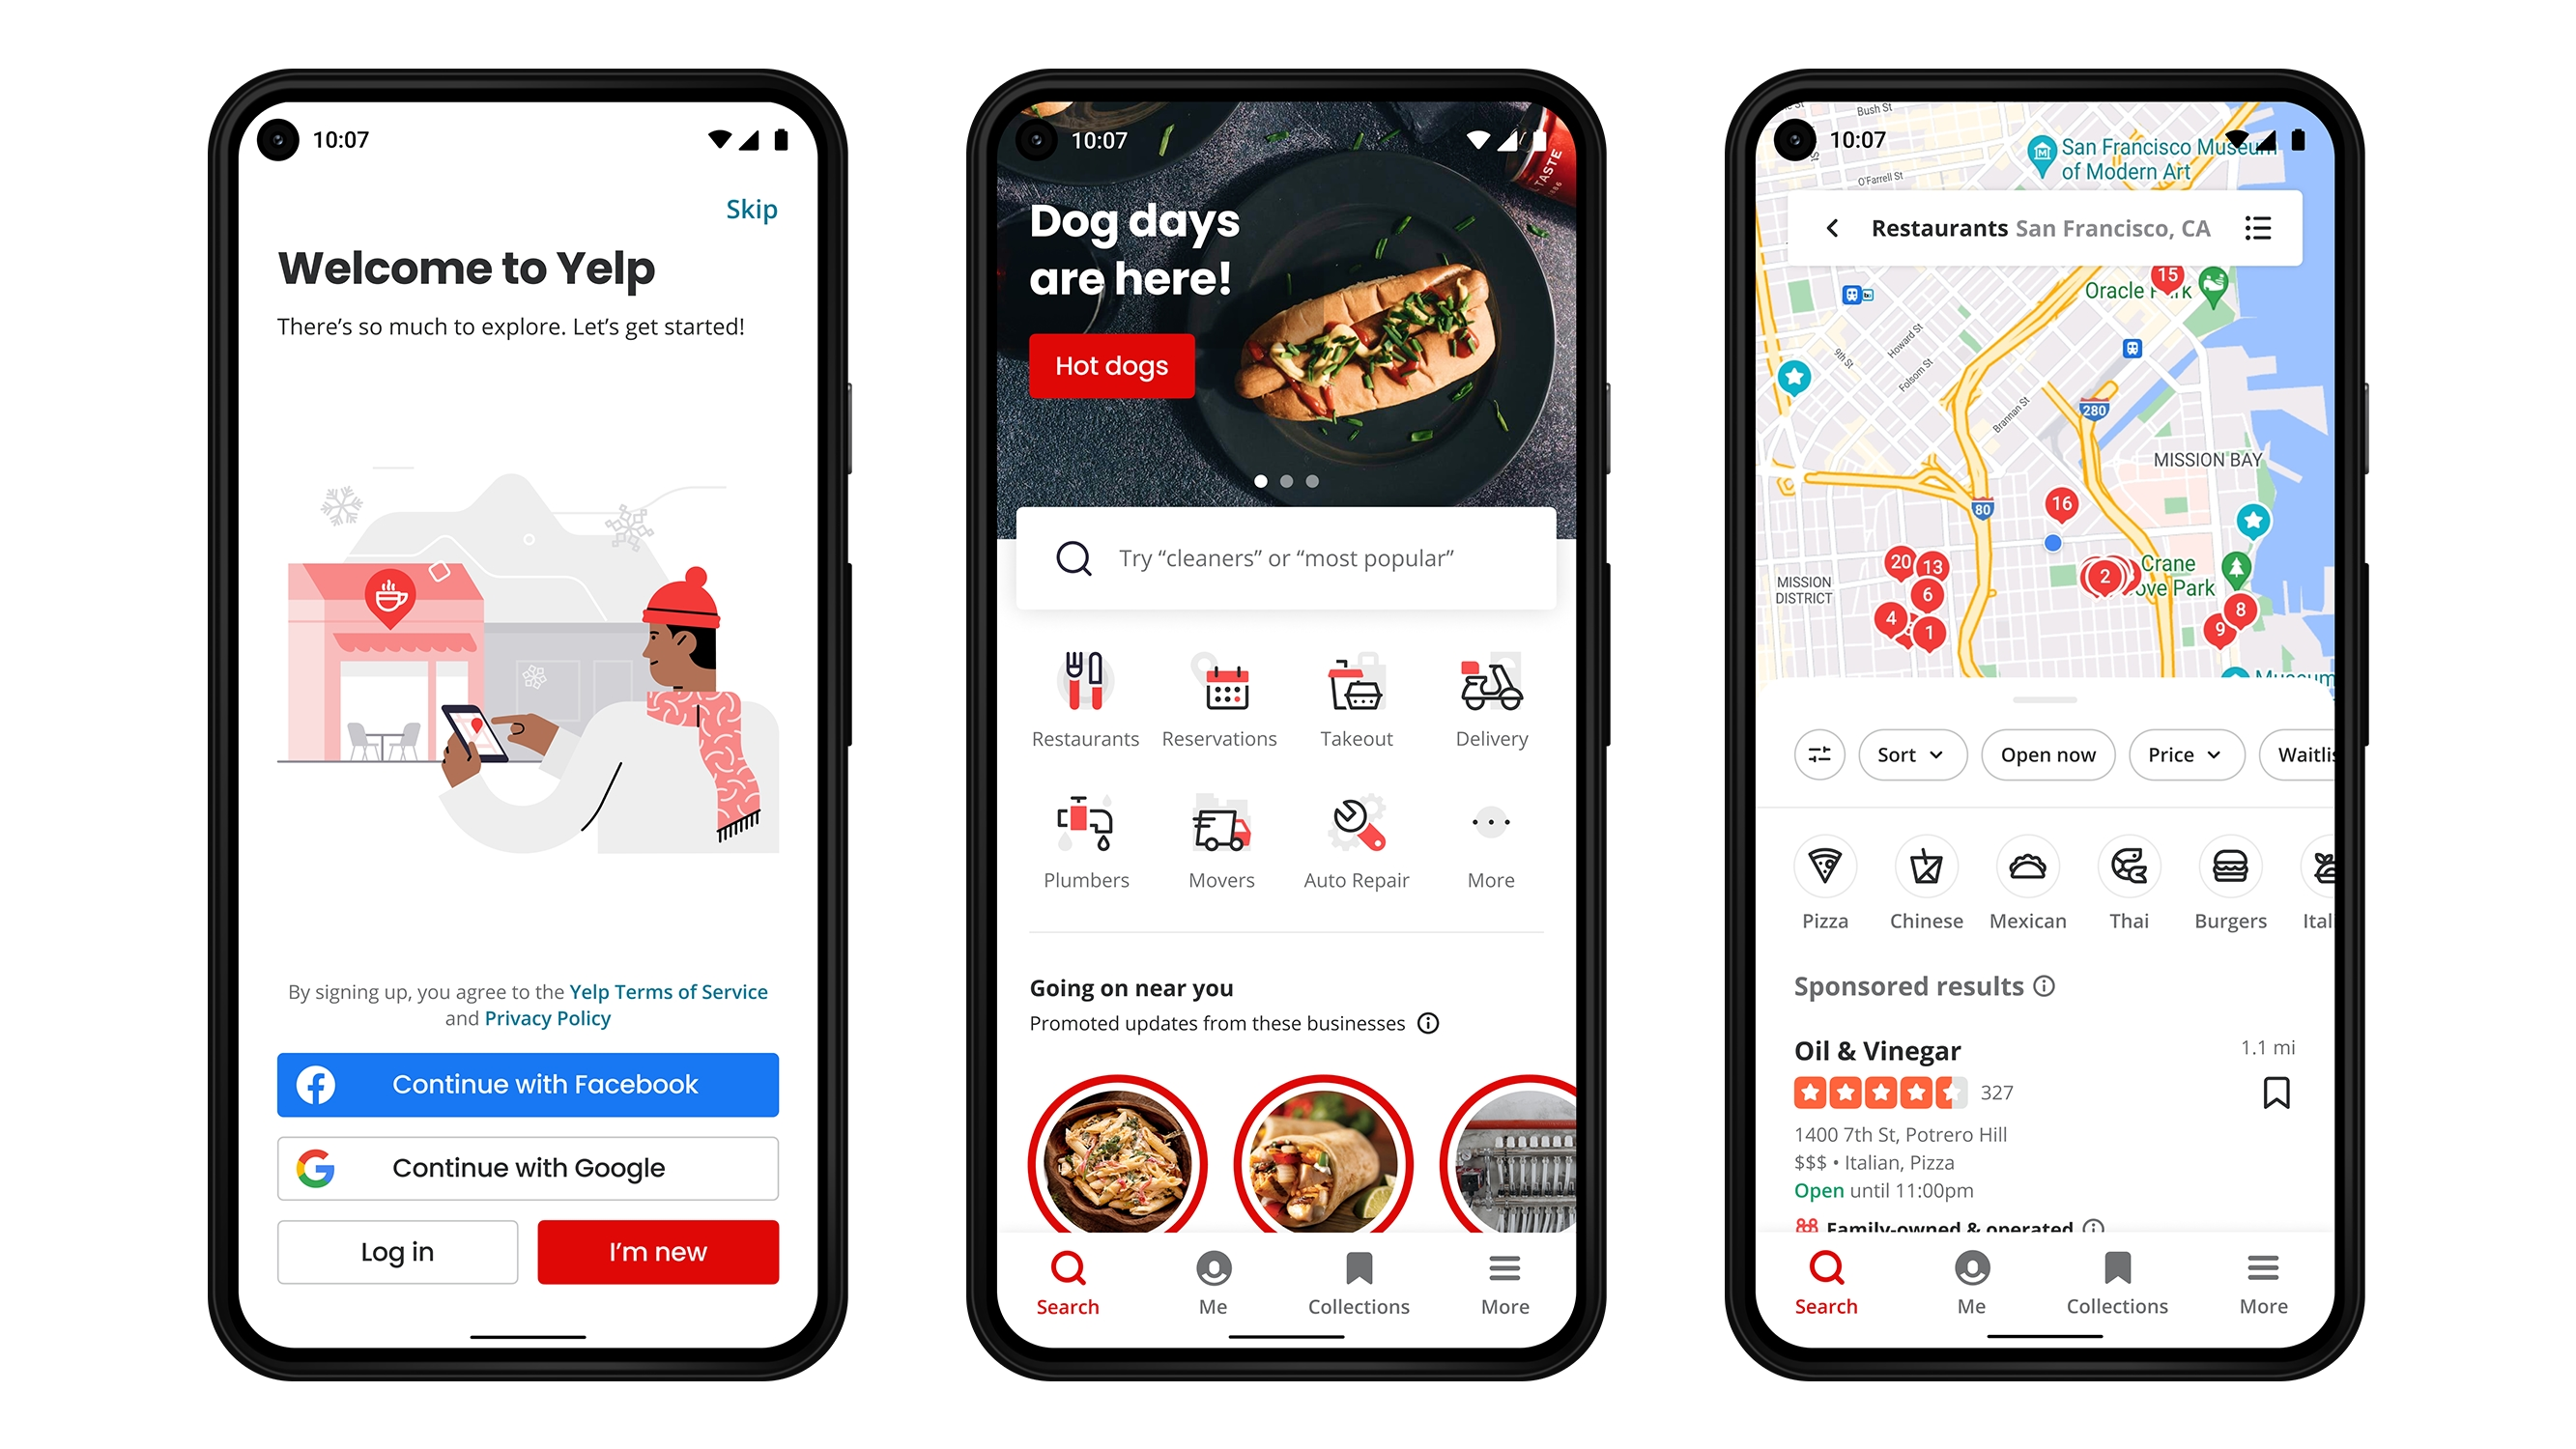 10:07
Skip
Welcome to Yelp
There's so much to explore. Let's get started!
By signing up, you agree to the Yelp Terms of Service
and Privacy Policy
Continue with Facebook
Continue with Google
Log in
I'm new
10:07
TASTE
Dog days
are here!
Hot dogs
Try “cleaners” or “most popular”
Restaurants
Reservations
Takeout
Delivery
Plumbers
Movers
Auto Repair
More
Going on near you
Promoted updates from these businesses
Search
Me
Collections
More
10:07
Bush St
San Francisco Museum
of Modern Art
O'Farrell St
Restaurants San Francisco, CA
15
Oracle
Howard St
9th St
Folsom St
Brannan St
280
MISSION BAY
80
16
20
13
2
Crane
Park
MISSION
DISTRICT
6
4
1
8
9
Museum
Sort
Open now
Price
Waitlis
Pizza
Chinese
Mexican
Thai
Burgers
Ital
Sponsored results
Oil & Vinegar
1.1 mi
327
1400 7th St, Potrero Hill
$$$ • Italian, Pizza
Open until 11:00pm
Family-owned & operated
Search
Me
Collections
More